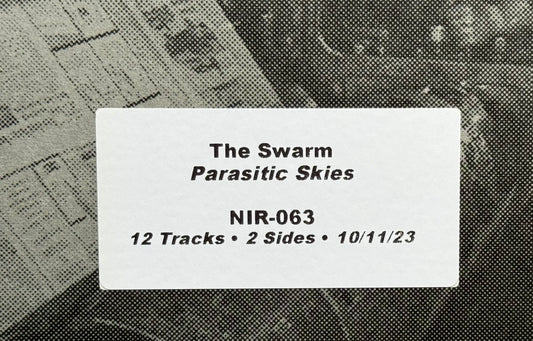 The Swarm
Parasitic Skies
NIR-063
12 Tracks • 2 Sides • 10/11/23